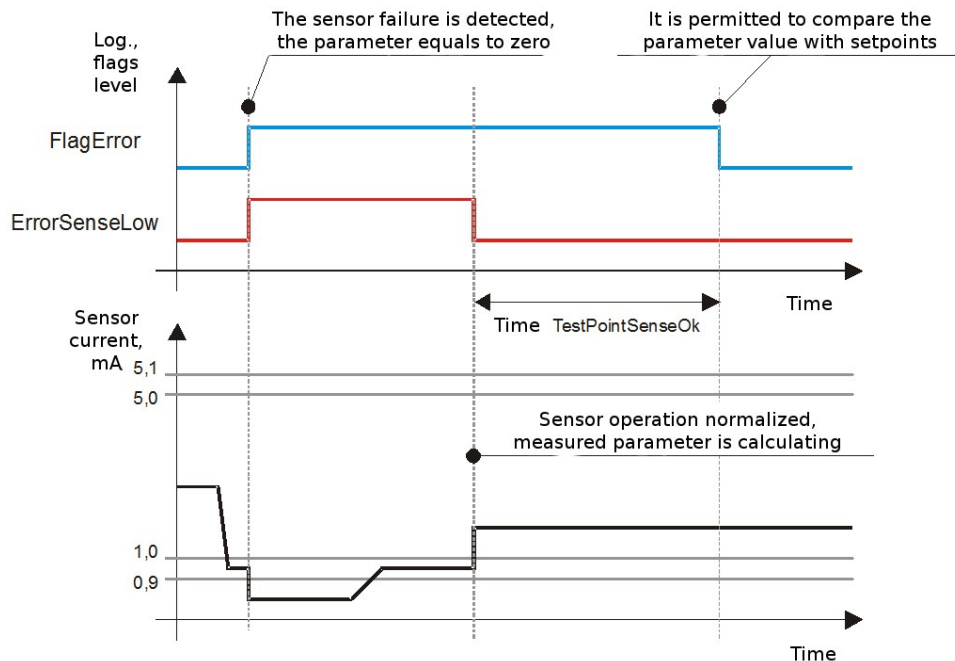 The sensor failure is detected,
the parameter equals to zero
It is permitted to compare the
parameter value with setpoints
Log.,
flags
level
FlagError
ErrorSenseLow
Time
Time TestPointSenseOk
Sensor
current,
mA
5,1
5,0
Sensor operation normalized,
measured parameter is calculating
1,0
0,9
Time